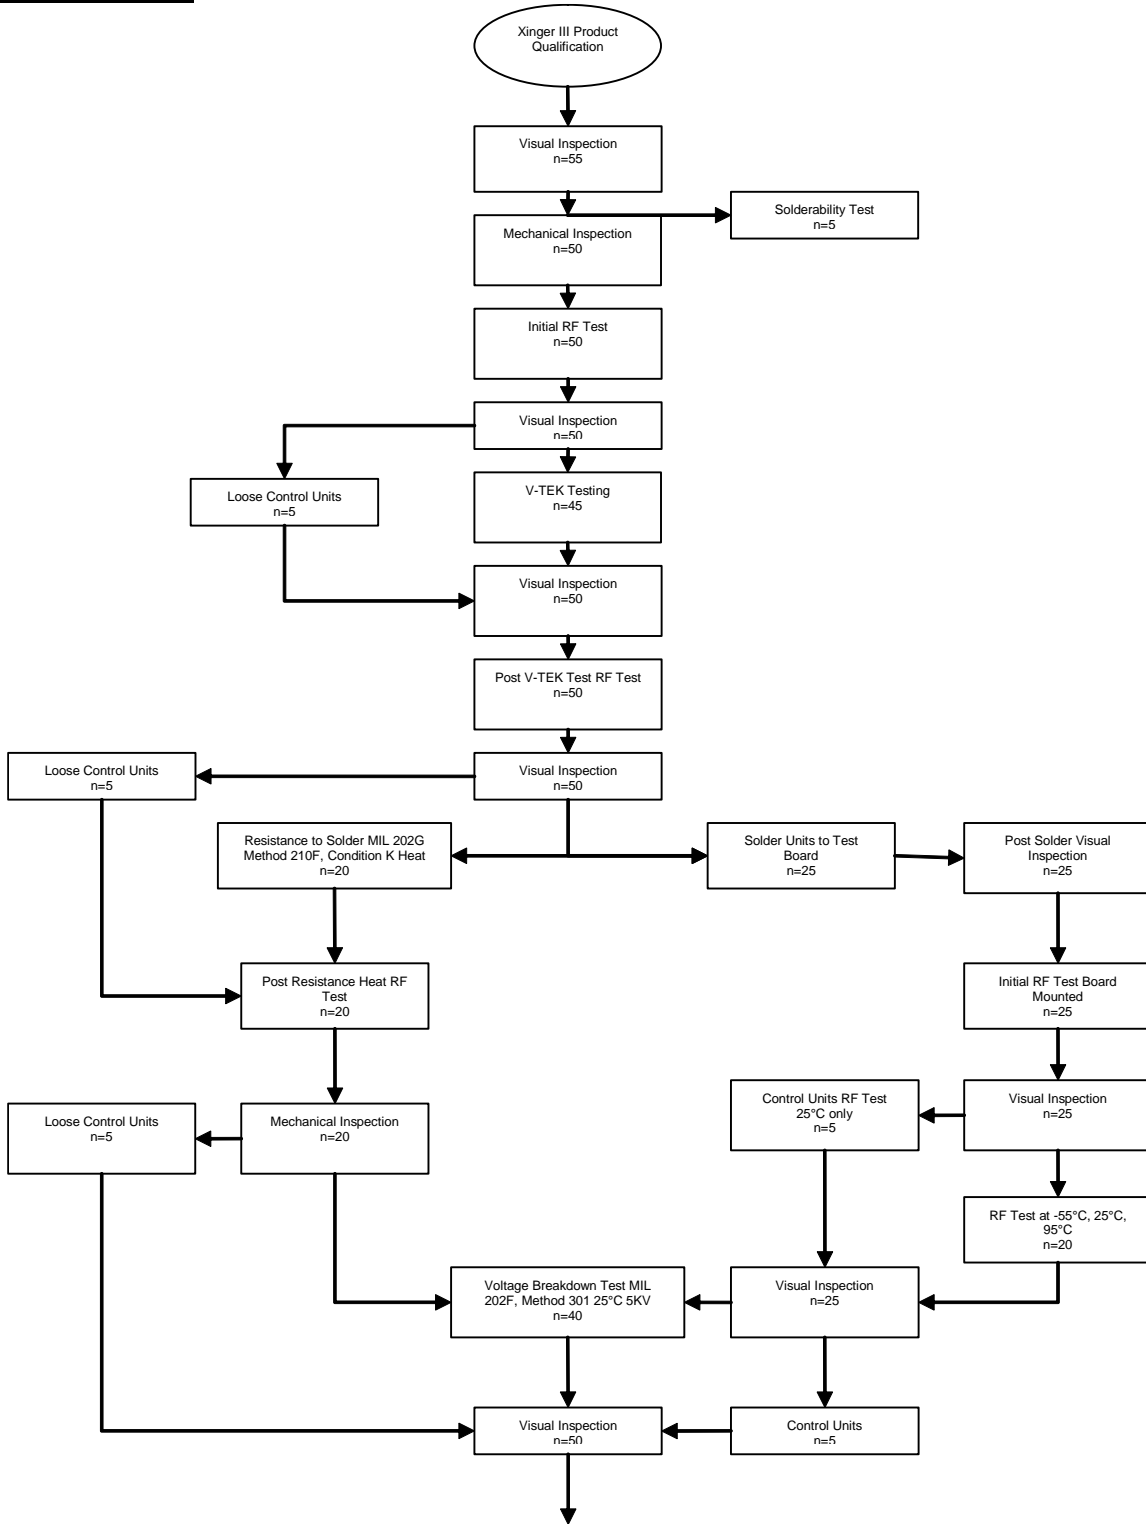 Xinger III Product
Qualification
Visual Inspection
n=55
Solderability Test
n=5
Mechanical Inspection
n=50
Initial RF Test
n=50
Visual Inspection
n=50
Loose Control Units
n=5
V-TEK Testing
n=45
Visual Inspection
n=50
Post V-TEK Test RF Test
n=50
Loose Control Units
n=5
Visual Inspection
n=50
Resistance to Solder MIL 202G
Method 210F, Condition K Heat
n=20
Solder Units to Test
Board
n=25
Post Solder Visual
Inspection
n=25
Post Resistance Heat RF
Test
n=20
Initial RF Test Board
Mounted
n=25
Loose Control Units
n=5
Mechanical Inspection
n=20
Control Units RF Test
25°C only
n=5
Visual Inspection
n=25
RF Test at -55°C, 25°C,
95°C
n=20
Voltage Breakdown Test MIL
202F, Method 301 25°C 5KV
n=40
Visual Inspection
n=25
Visual Inspection
n=50
Control Units
n=5